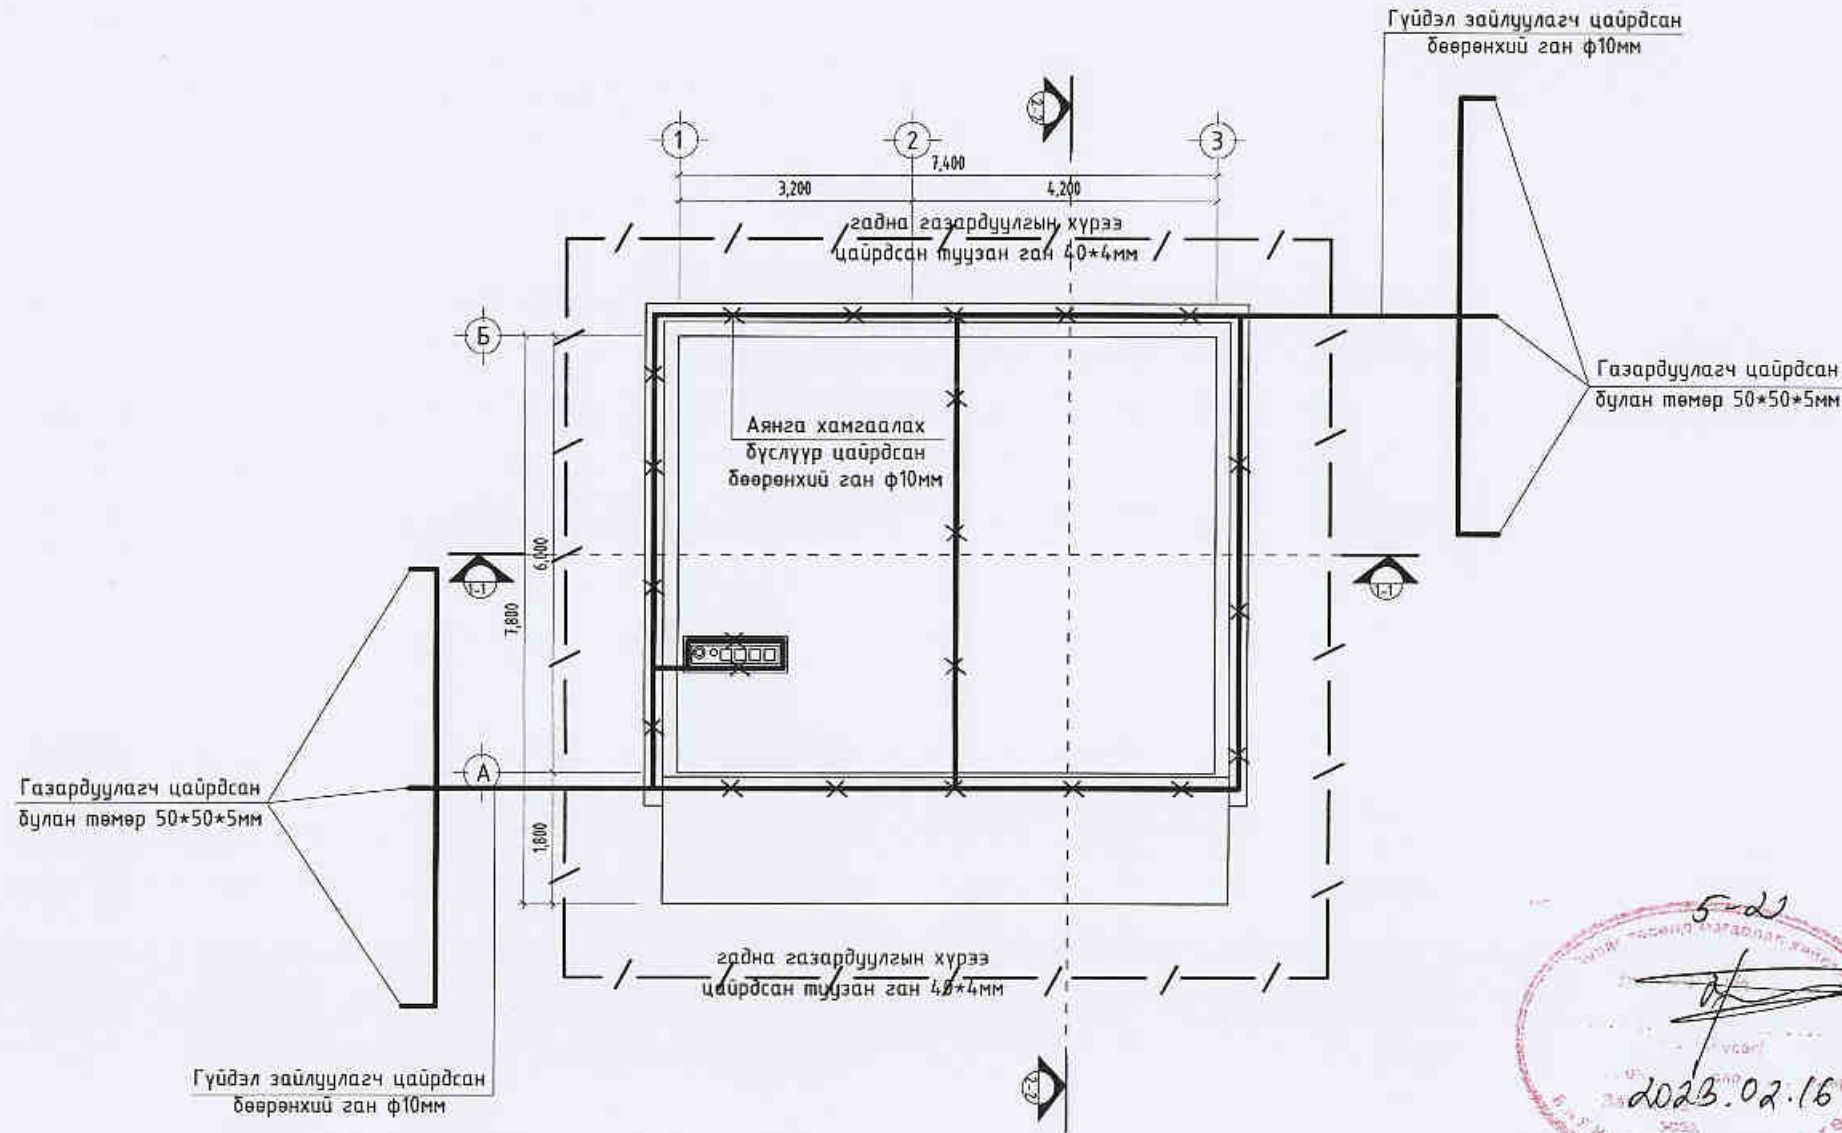 Гүйдэл зайлуулагч цайрдсан
бөөрөнхий ган ф10мм
2-2
1
2
3
7,400
3,200
4,200
гадна газардуулгын хүрээ
цайрдсан туузан ган 40*4мм
Б
Газардуулагч цайрдсан
булан төмөр 50*50*5мм
Аянга хамгаалах
бүслүүр цайрдсан
бөөрөнхий ган ф10мм
6,000
1-1
1-1
7,800
А
Газардуулагч цайрдсан
булан төмөр 50*50*5мм
1,800
гадна газардуулгын хүрээ
цайрдсан туузан ган 40*4мм
2-2
Гүйдэл зайлуулагч цайрдсан
бөөрөнхий ган ф10мм
2023.02.16